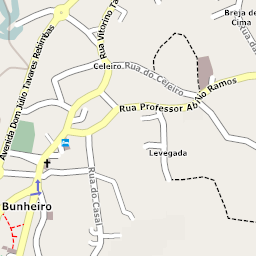 Breja de
Cima
Rua Vitorino Ta
Avenida Dom Júlio Tavares Rebimbas
Celeiro
Rua do Celeiro
Rua Professor Abílio Ramos
Levegada
Rua do casal
Bunheiro